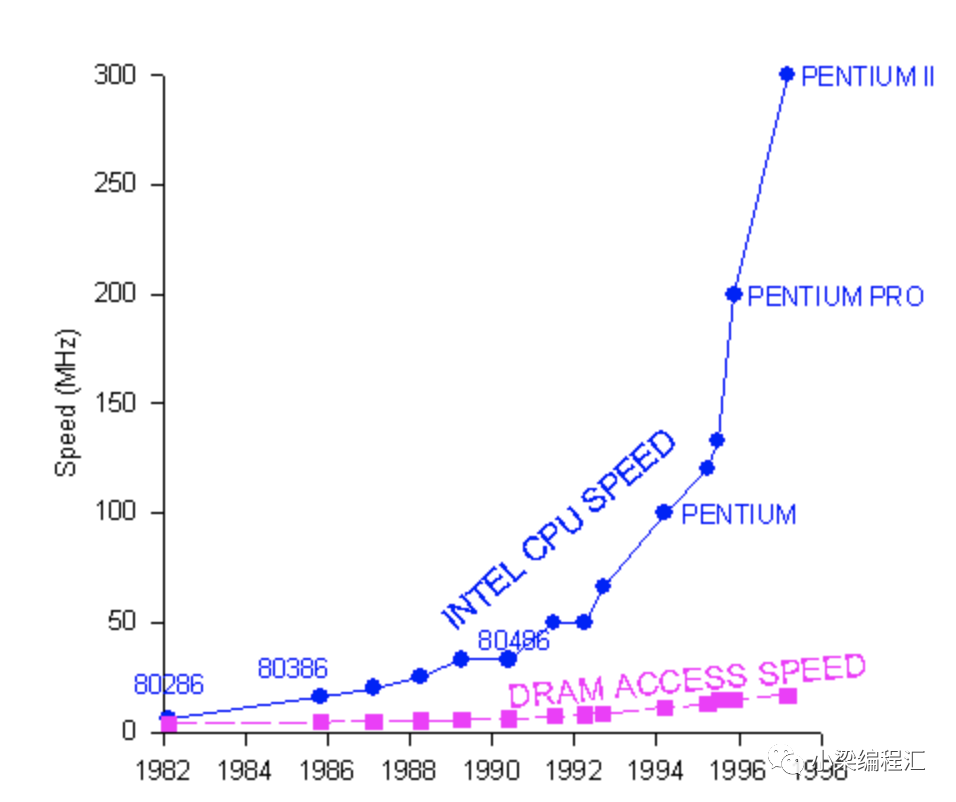 300
PENTIUM II
250
200
PENTIUM PRO
Speed (MHz)
150
INTEL CPU SPEED
100
PENTIUM
50
80486
80386
80286
DRAM ACCESS SPEED
0
1982 1984 1986 1988 1990 1992 1994 1996 1998
小梁编程汇